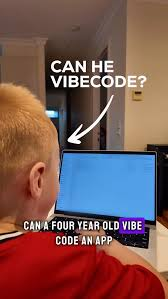 CAN HE
VIBECODE?
CAN A FOUR YEAR OLD VIBE
CODE AN APP